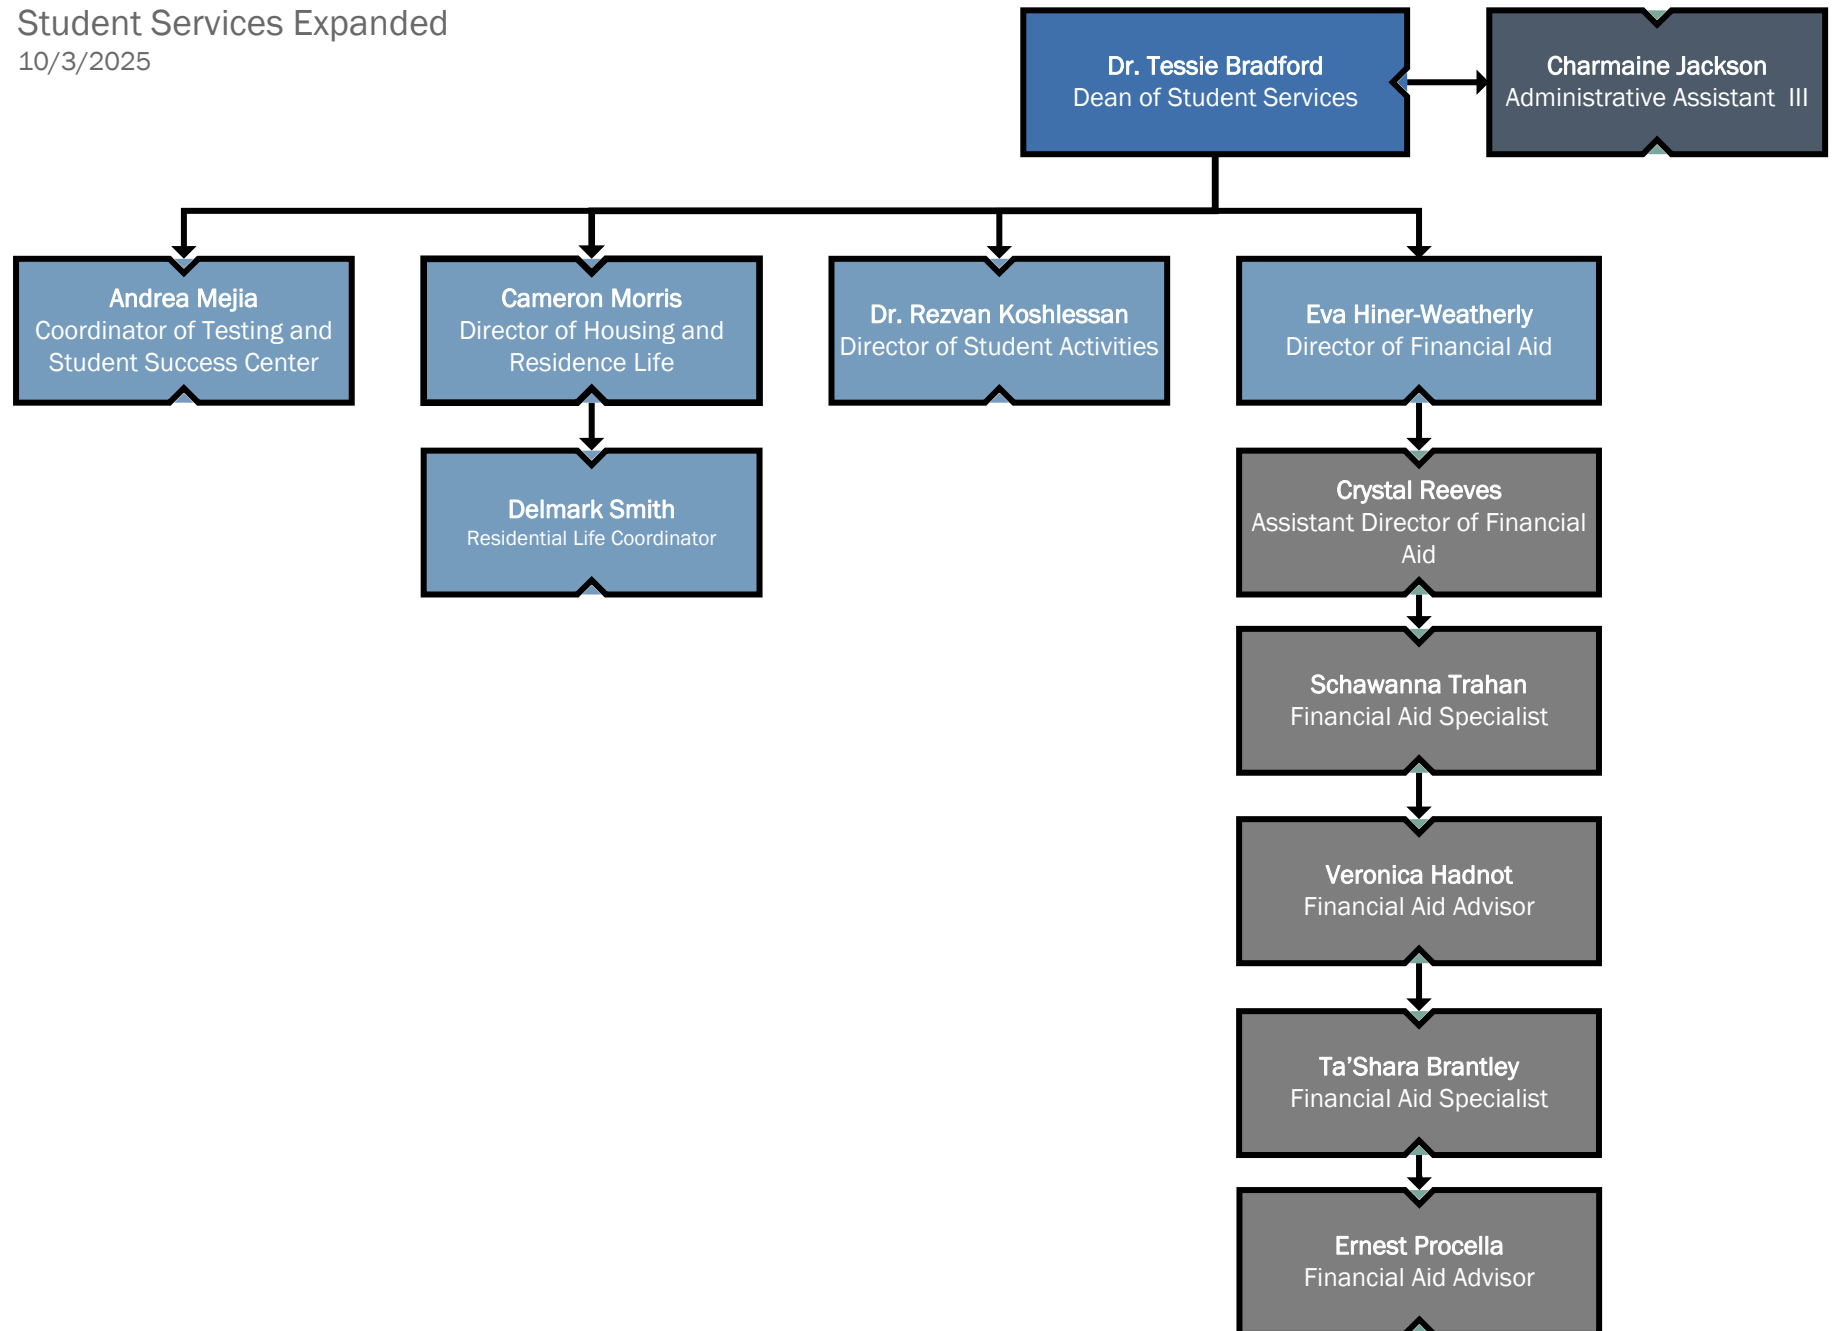 Student Services Expanded
10/3/2025
Dr. Tessie Bradford
Dean of Student Services
Charmaine Jackson
Administrative Assistant III
Andrea Mejia
Coordinator of Testing and
Student Success Center
Cameron Morris
Director of Housing and
Residence Life
Dr. Rezvan Koshlessan
Director of Student Activities
Eva Hiner-Weatherly
Director of Financial Aid
Delmark Smith
Residential Life Coordinator
Crystal Reeves
Assistant Director of Financial
Aid
Schawanna Trahan
Financial Aid Specialist
Veronica Hadnot
Financial Aid Advisor
Ta’Shara Brantley
Financial Aid Specialist
Ernest Procella
Financial Aid Advisor